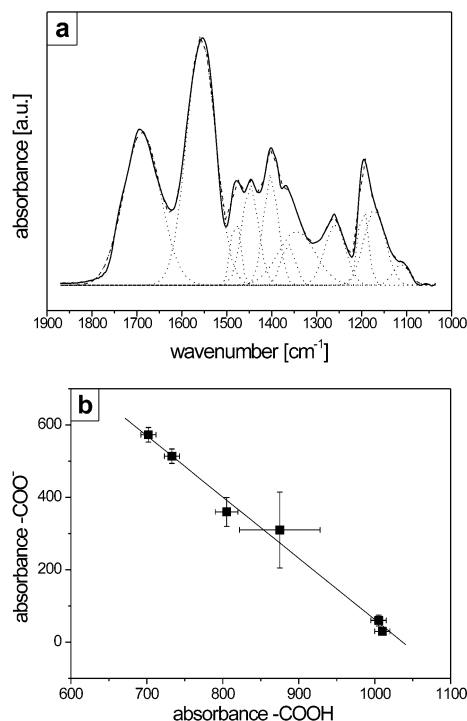 a
absorbance [a.u.]
1900 1800 1700 1600 1500 1400 1300 1200 1100 1000
wavenumber [cm⁻¹]
b
absorbance -COO⁻
600
400
200
0
600 700 800 900 1000 1100
absorbance -COOH